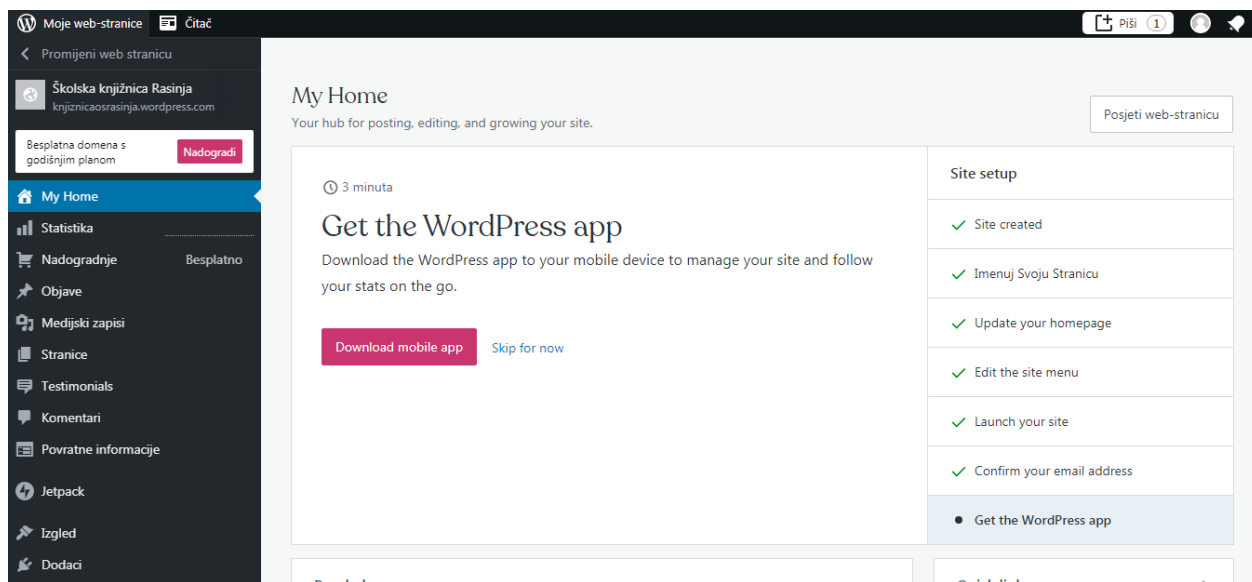 Moje web-stranice Čitač Piši 1
Promijeni web stranicu
Školska knjižnica Rasinja
knjiznicaosrasinja.wordpress.com
Besplatna domena s
godišnjim planom
Nadogradi
My Home
Statistika
Nadogradnje Besplatno
Objave
Medijski zapisi
Stranice
Testimonials
Komentari
Povratne informacije
Jetpack
Izgled
Dodaci
My Home
Your hub for posting, editing, and growing your site.
Posjeti web-stranicu
3 minuta
Get the WordPress app
Download the WordPress app to your mobile device to manage your site and follow
your stats on the go.
Download mobile app Skip for now
Site setup
Site created
Imenuj Svoju Stranicu
Update your homepage
Edit the site menu
Launch your site
Confirm your email address
Get the WordPress app